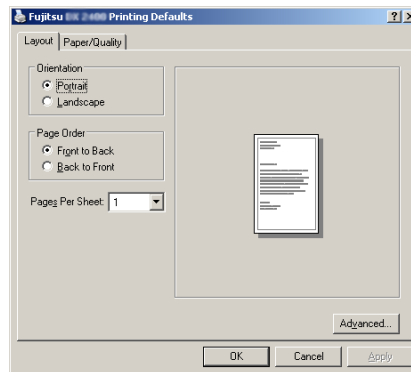 Fujitsu Printing Defaults
Layout
Paper/Quality
Orientation
Portrait
Landscape
Page Order
Front to Back
Back to Front
Pages Per Sheet: 1
Advanced...
OK
Cancel
Apply